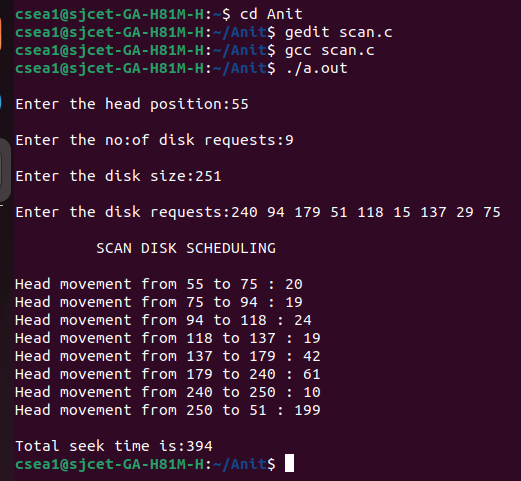 csea1@sjcet-GA-H81M-H:~$ cd Anit
csea1@sjcet-GA-H81M-H:~/Anit$ gedit scan.c
csea1@sjcet-GA-H81M-H:~/Anit$ gcc scan.c
csea1@sjcet-GA-H81M-H:~/Anit$ ./a.out
Enter the head position:55
Enter the no:of disk requests:9
Enter the disk size:251
Enter the disk requests:240 94 179 51 118 15 137 29 75
SCAN DISK SCHEDULING
Head movement from 55 to 75 : 20
Head movement from 75 to 94 : 19
Head movement from 94 to 118 : 24
Head movement from 118 to 137 : 19
Head movement from 137 to 179 : 42
Head movement from 179 to 240 : 61
Head movement from 240 to 250 : 10
Head movement from 250 to 51 : 199
Total seek time is:394
csea1@sjcet-GA-H81M-H:~/Anit$